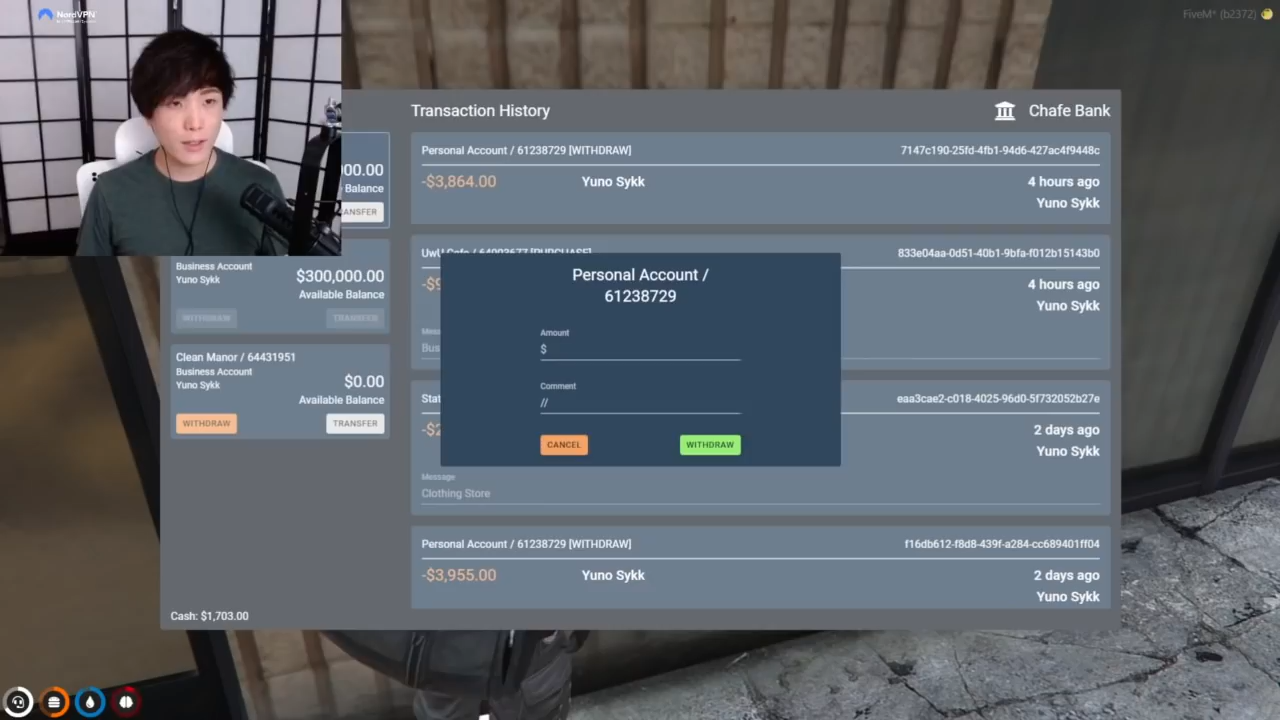 NordVPN
FiveM* (b2372)
Transaction History
Chafe Bank
00.00
Balance
ANSFER
Business Account
Yuno Sykk
$300,000.00
Available Balance
WITHDRAW
TRANSFER
Clean Manor / 64431951
Business Account
Yuno Sykk
$0.00
Available Balance
WITHDRAW
TRANSFER
Cash: $1,703.00
Personal Account / 61238729 [WITHDRAW]
7147c190-25fd-4fb1-94d6-427ac4f9448c
-$3,864.00
Yuno Sykk
4 hours ago
Yuno Sykk
UwU Cafe / 64003677 [PURCHASE]
833e04aa-0d51-40b1-9bfa-f012b15143b0
4 hours ago
Yuno Sykk
Personal Account /
61238729
Amount
$
Comment
//
CANCEL
WITHDRAW
eaa3cae2-c018-4025-96d0-5f732052b27e
2 days ago
Yuno Sykk
Message
Clothing Store
Personal Account / 61238729 [WITHDRAW]
f16db612-f8d8-439f-a284-cc689401ff04
-$3,955.00
Yuno Sykk
2 days ago
Yuno Sykk